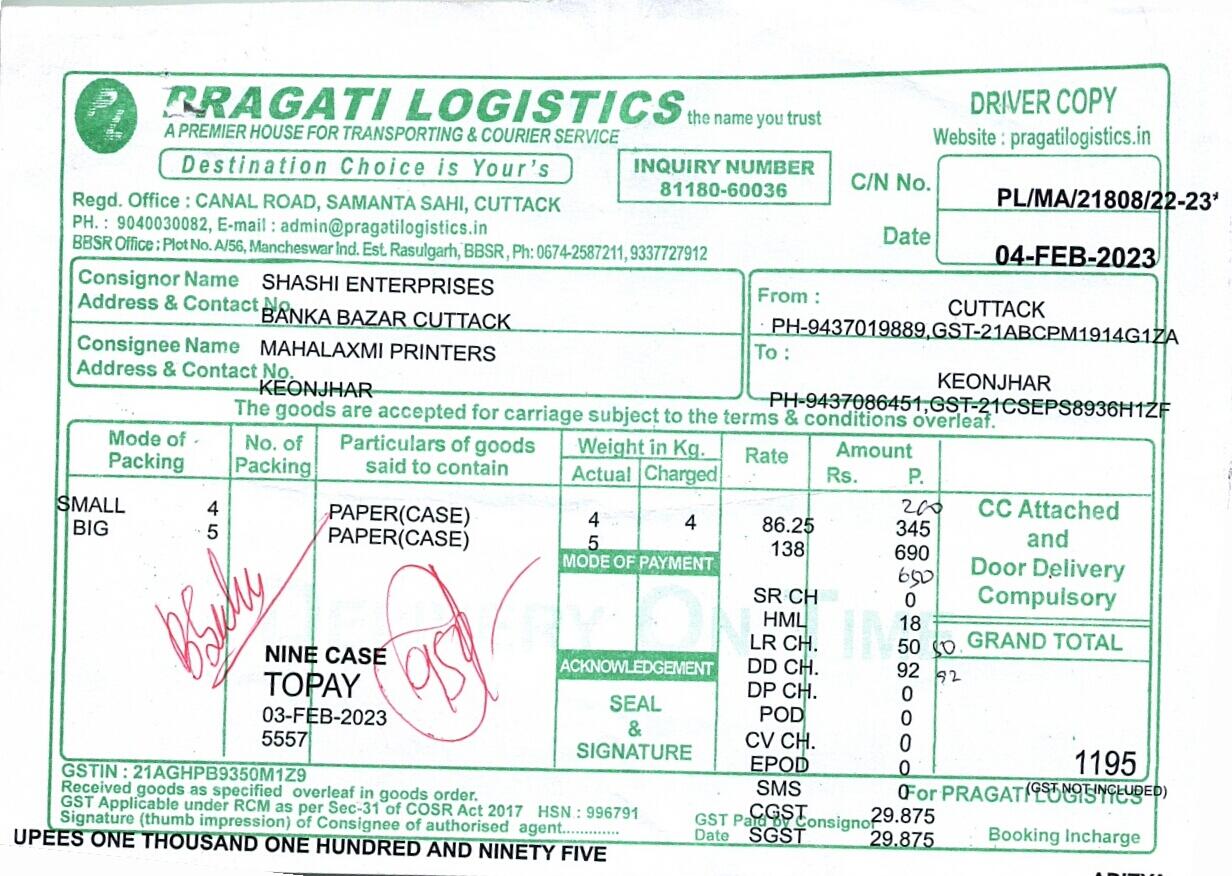 PL
PRAGATI LOGISTICS the name you trust
A PREMIER HOUSE FOR TRANSPORTING & COURIER SERVICE
Destination Choice is Your's
INQUIRY NUMBER
81180-60036
DRIVER COPY
Website : pragatilogistics.in
C/N No. PL/MA/21808/22-23
Date 04-FEB-2023
Regd. Office : CANAL ROAD, SAMANTA SAHI, CUTTACK
PH. : 9040030082, E-mail : admin@pragatilogistics.in
BBSR Office : Plot No. A/56, Mancheswar Ind. Est. Rasulgarh, BBSR, Ph: 0674-2587211, 9337727912
Consignor Name SHASHI ENTERPRISES
Address & Contact No. BANKA BAZAR CUTTACK
Consignee Name MAHALAXMI PRINTERS
Address & Contact No. KEONJHAR
From : CUTTACK
PH-9437019889,GST-21ABCPM1914G1ZA
To : KEONJHAR
PH-9437086451,GST-21CSEPS8936H1ZF
The goods are accepted for carriage subject to the terms & conditions overleaf.
Mode of Packing No. of Packing Particulars of goods said to contain Weight in Kg. Actual Charged Rate Amount Rs. P.
200
SMALL 4 PAPER(CASE) 4 4 86.25 345
BIG 5 PAPER(CASE) 5 138 690
650
MODE OF PAYMENT
SR CH 0
HML 18
LR CH. 50 50
DD CH. 92 92
DP CH. 0
POD 0
CV CH. 0
EPOD 0
SMS 0
CGST 29.875
SGST 29.875
CC Attached
and
Door Delivery
Compulsory
GRAND TOTAL
1195
(GST NOT INCLUDED)
DELIVERY ON TIME
NINE CASE
TOPAY
03-FEB-2023
5557
ACKNOWLEDGEMENT
SEAL
&
SIGNATURE
GSTIN : 21AGHPB9350M1Z9
Received goods as specified overleaf in goods order.
GST Applicable under RCM as per Sec-31 of COSR Act 2017 HSN : 996791
Signature (thumb impression) of Consignee of authorised agent.............
GST Paid by Consignor
Date
For PRAGATI LOGISTICS
Booking Incharge
UPEES ONE THOUSAND ONE HUNDRED AND NINETY FIVE